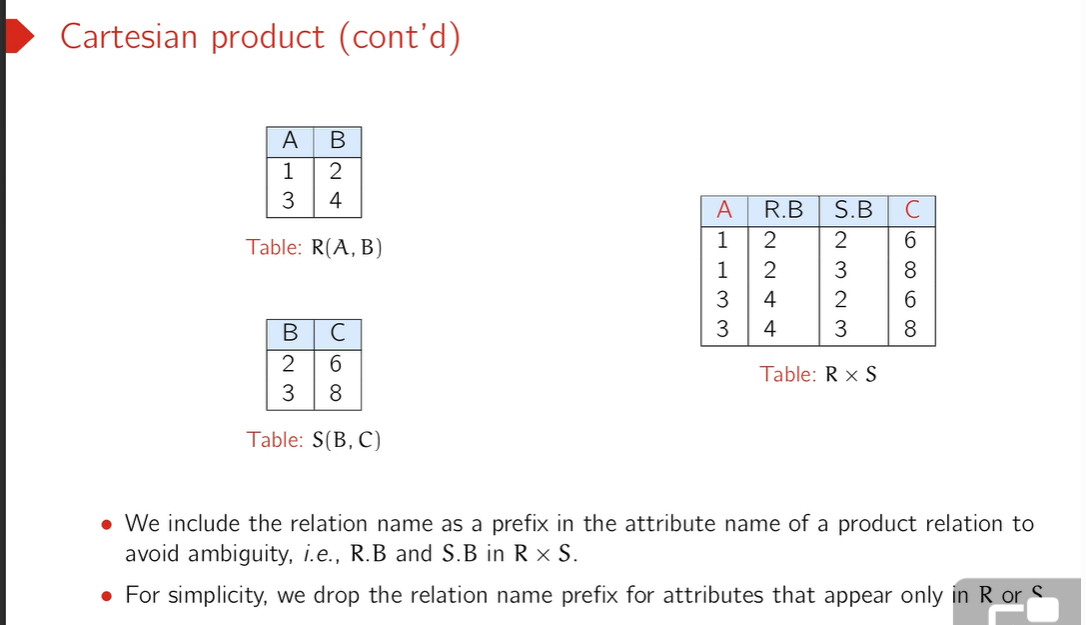 Cartesian product (cont'd)
A B
1 2
3 4
Table: R(A, B)
B C
2 6
3 8
Table: S(B, C)
A R.B S.B C
1 2 2 6
1 2 3 8
3 4 2 6
3 4 3 8
Table: R × S
• We include the relation name as a prefix in the attribute name of a product relation to
avoid ambiguity, i.e., R.B and S.B in R × S.
• For simplicity, we drop the relation name prefix for attributes that appear only in R or S